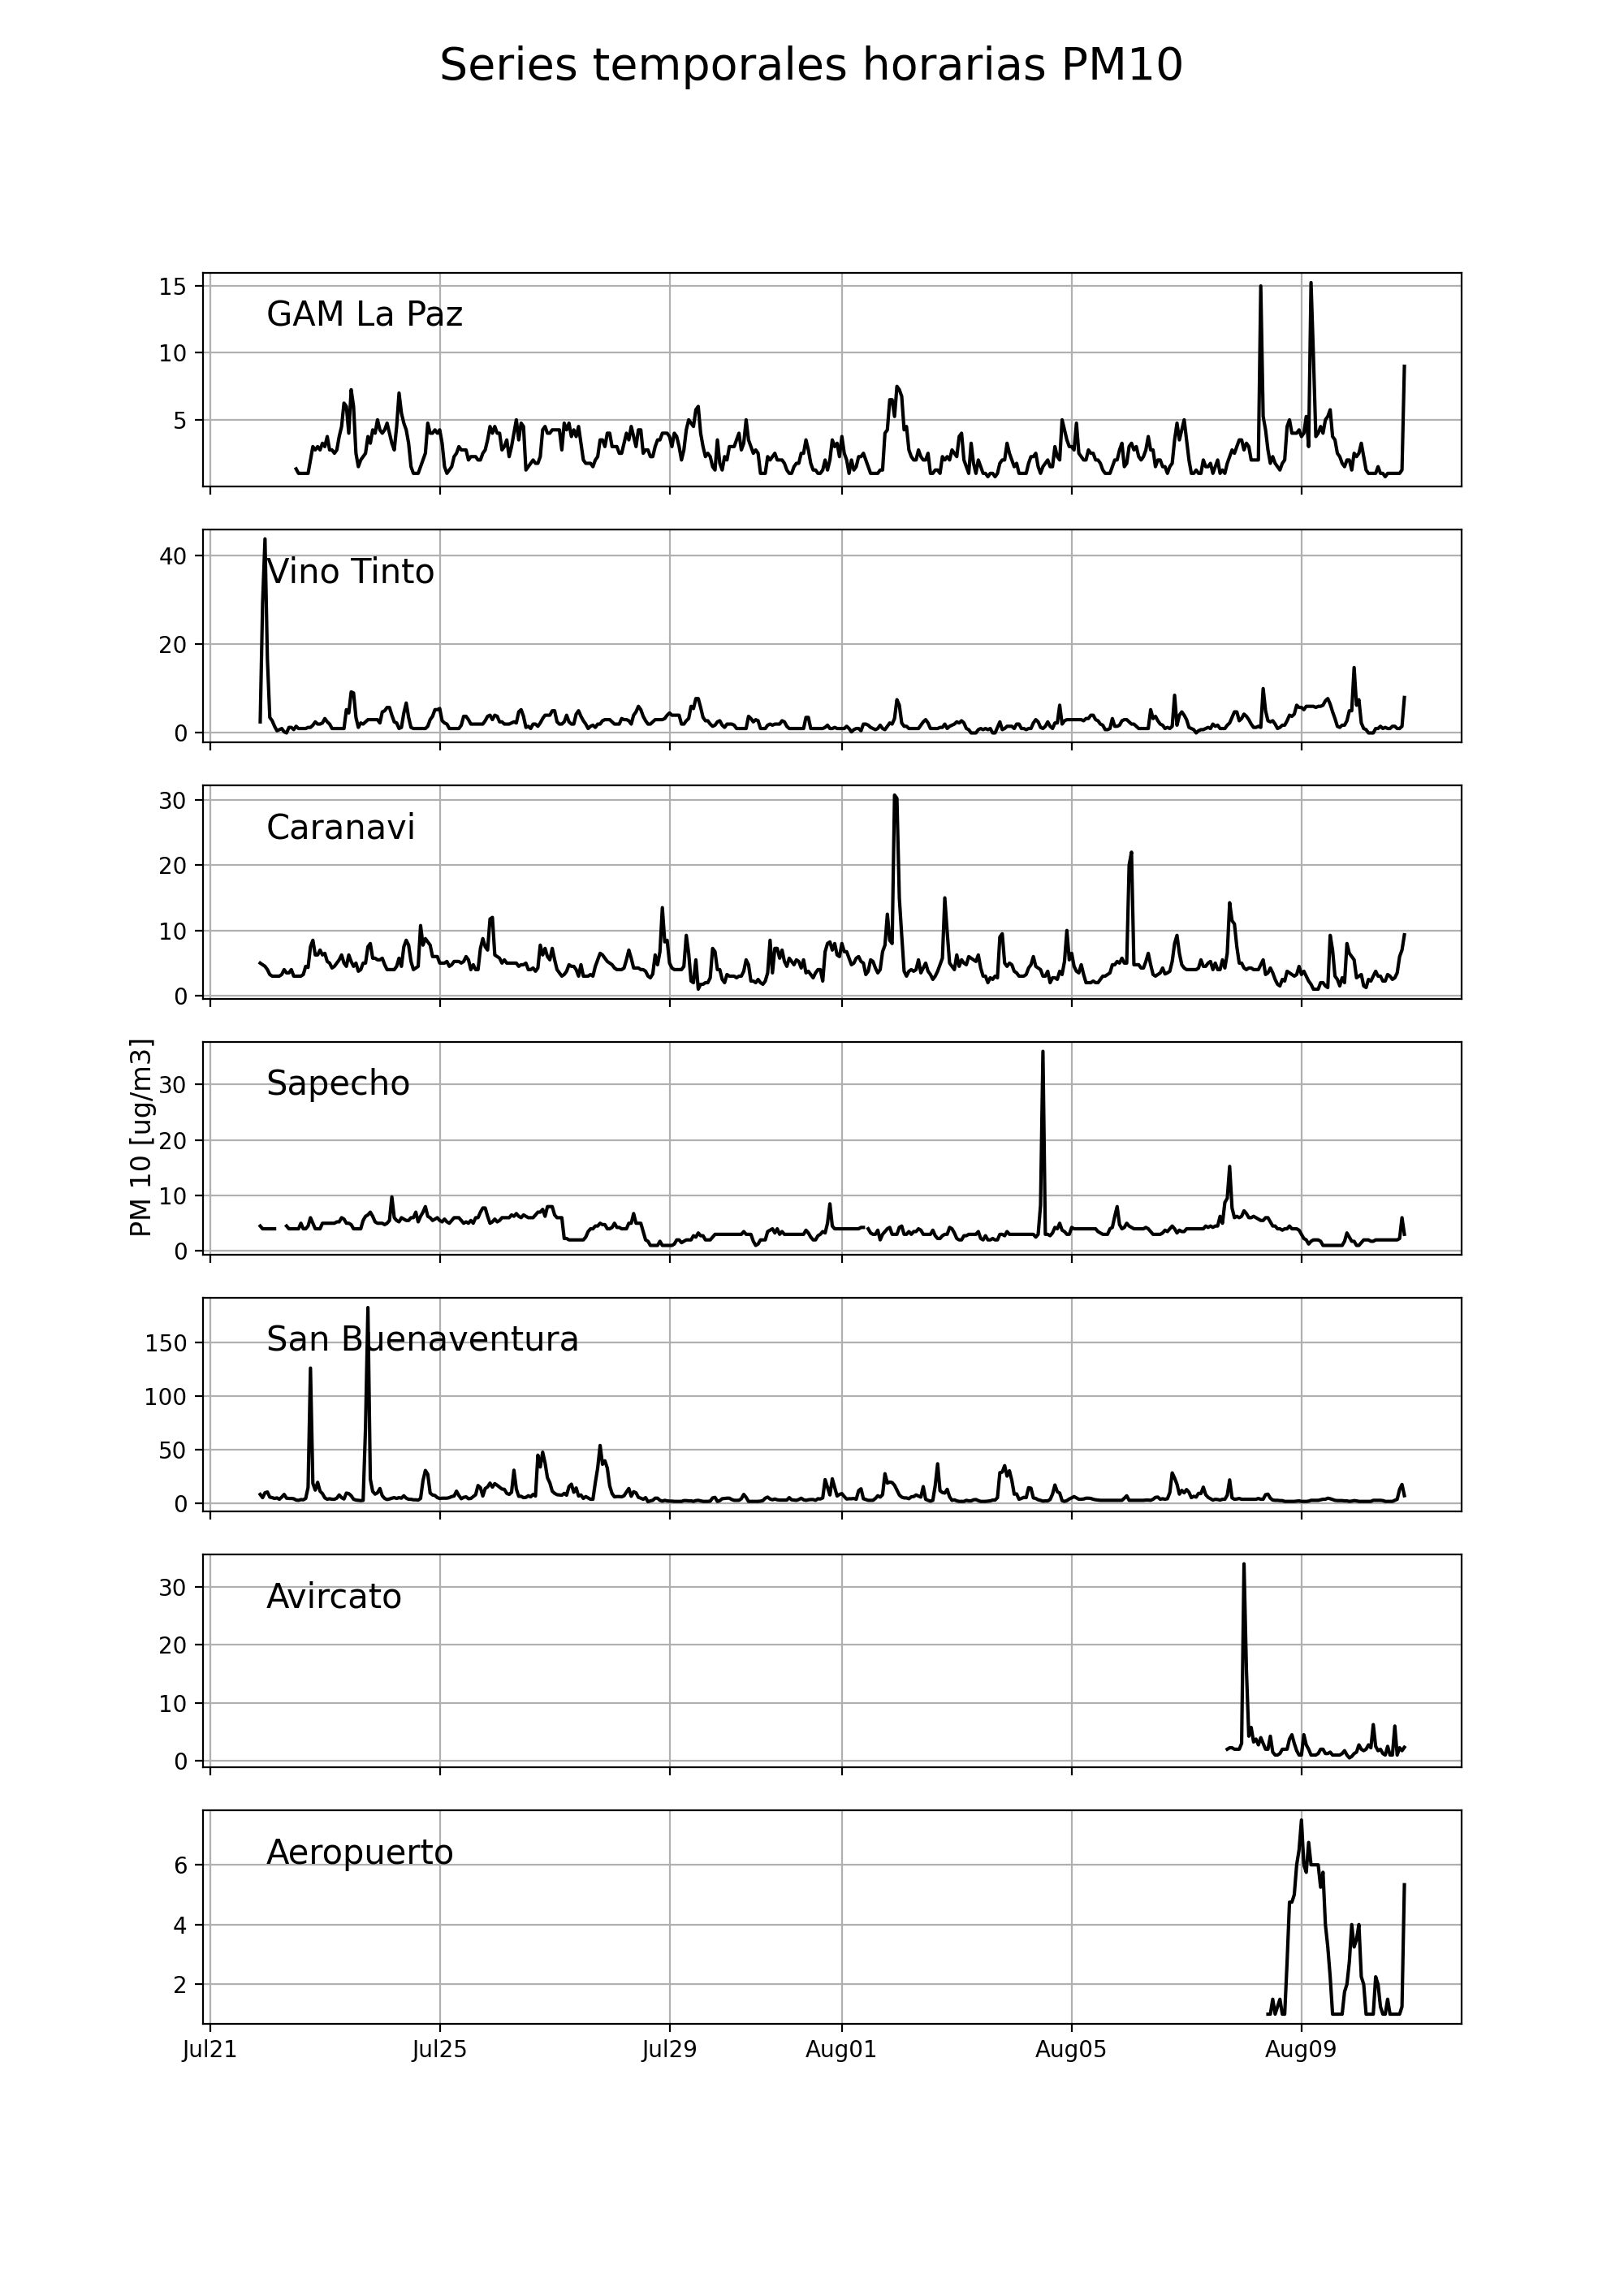 Series temporales horarias PM10
15
10
5
GAM La Paz
40
20
0
Vino Tinto
30
20
10
0
Caranavi
PM 10 [ug/m3]
30
20
10
0
Sapecho
150
100
50
0
San Buenaventura
30
20
10
0
Avircato
6
4
2
Aeropuerto
Jul21 Jul25 Jul29 Aug01 Aug05 Aug09